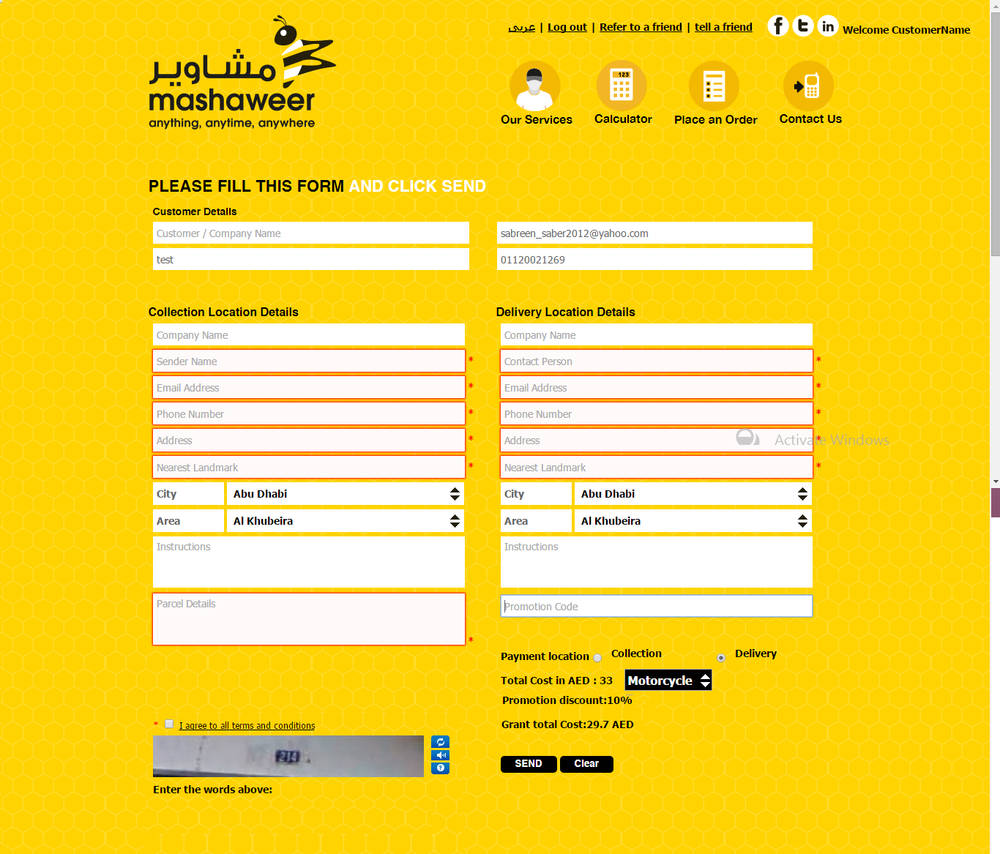 عربى | Log out | Refer to a friend | tell a friend
Welcome CustomerName
مشاوير
mashaweer
anything, anytime, anywhere
123
Our Services
Calculator
Place an Order
Contact Us
PLEASE FILL THIS FORM AND CLICK SEND
Customer Details
Customer / Company Name
sabreen_saber2012@yahoo.com
test
01120021269
Collection Location Details
Company Name
Sender Name *
Email Address *
Phone Number *
Address *
Nearest Landmark *
City Abu Dhabi
Area Al Khubeira
Instructions
Parcel Details *
Delivery Location Details
Company Name
Contact Person *
Email Address *
Phone Number *
Address *
Activate Windows
Nearest Landmark *
City Abu Dhabi
Area Al Khubeira
Instructions
Promotion Code
Payment location Collection Delivery
Total Cost in AED : 33 Motorcycle
Promotion discount:10%
Grant total Cost:29.7 AED
* I agree to all terms and conditions
214
Enter the words above:
SEND Clear